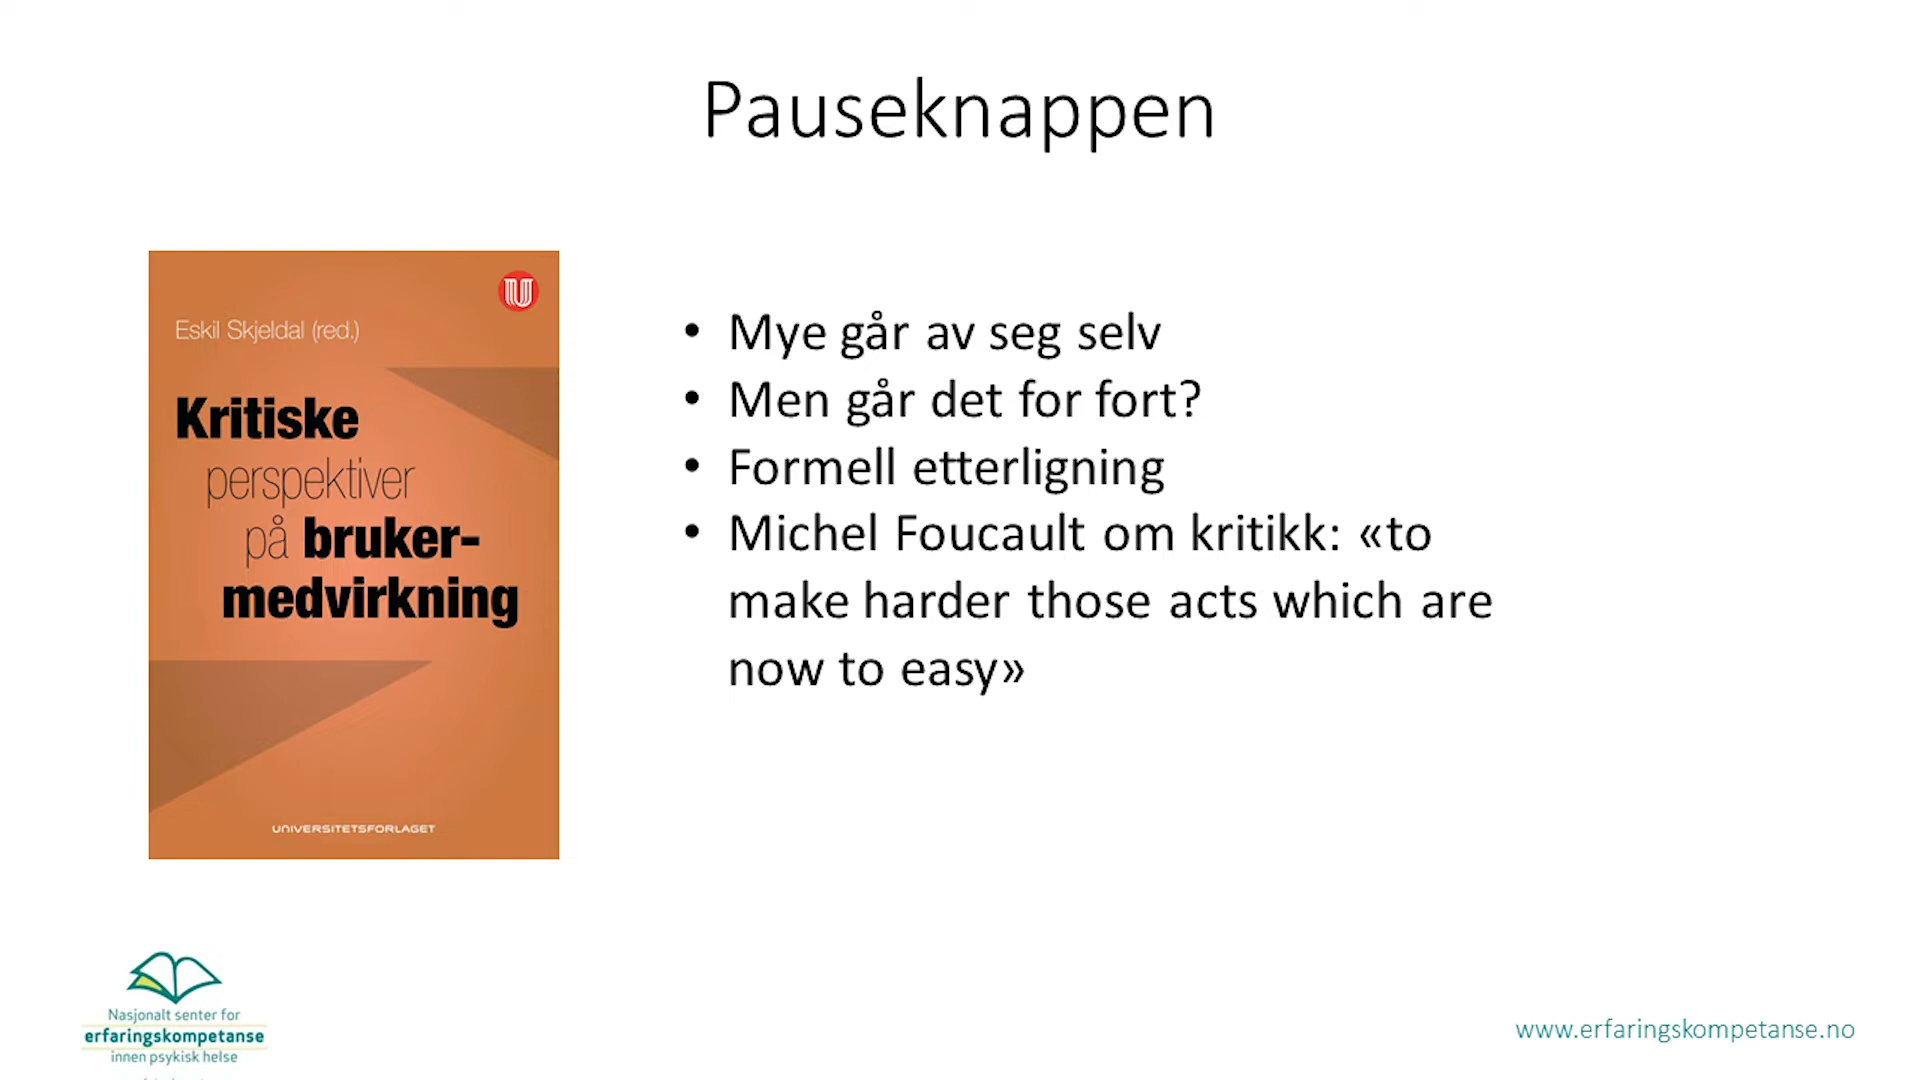 Pauseknappen
Eskil Skjeldal (red.)
Kritiske
perspektiver
på bruker-
medvirkning
UNIVERSITETSFORLAGET
• Mye går av seg selv
• Men går det for fort?
• Formell etterligning
• Michel Foucault om kritikk: «to
make harder those acts which are
now to easy»
Nasjonalt senter for
erfaringskompetanse
innen psykisk helse
www.erfaringskompetanse.no